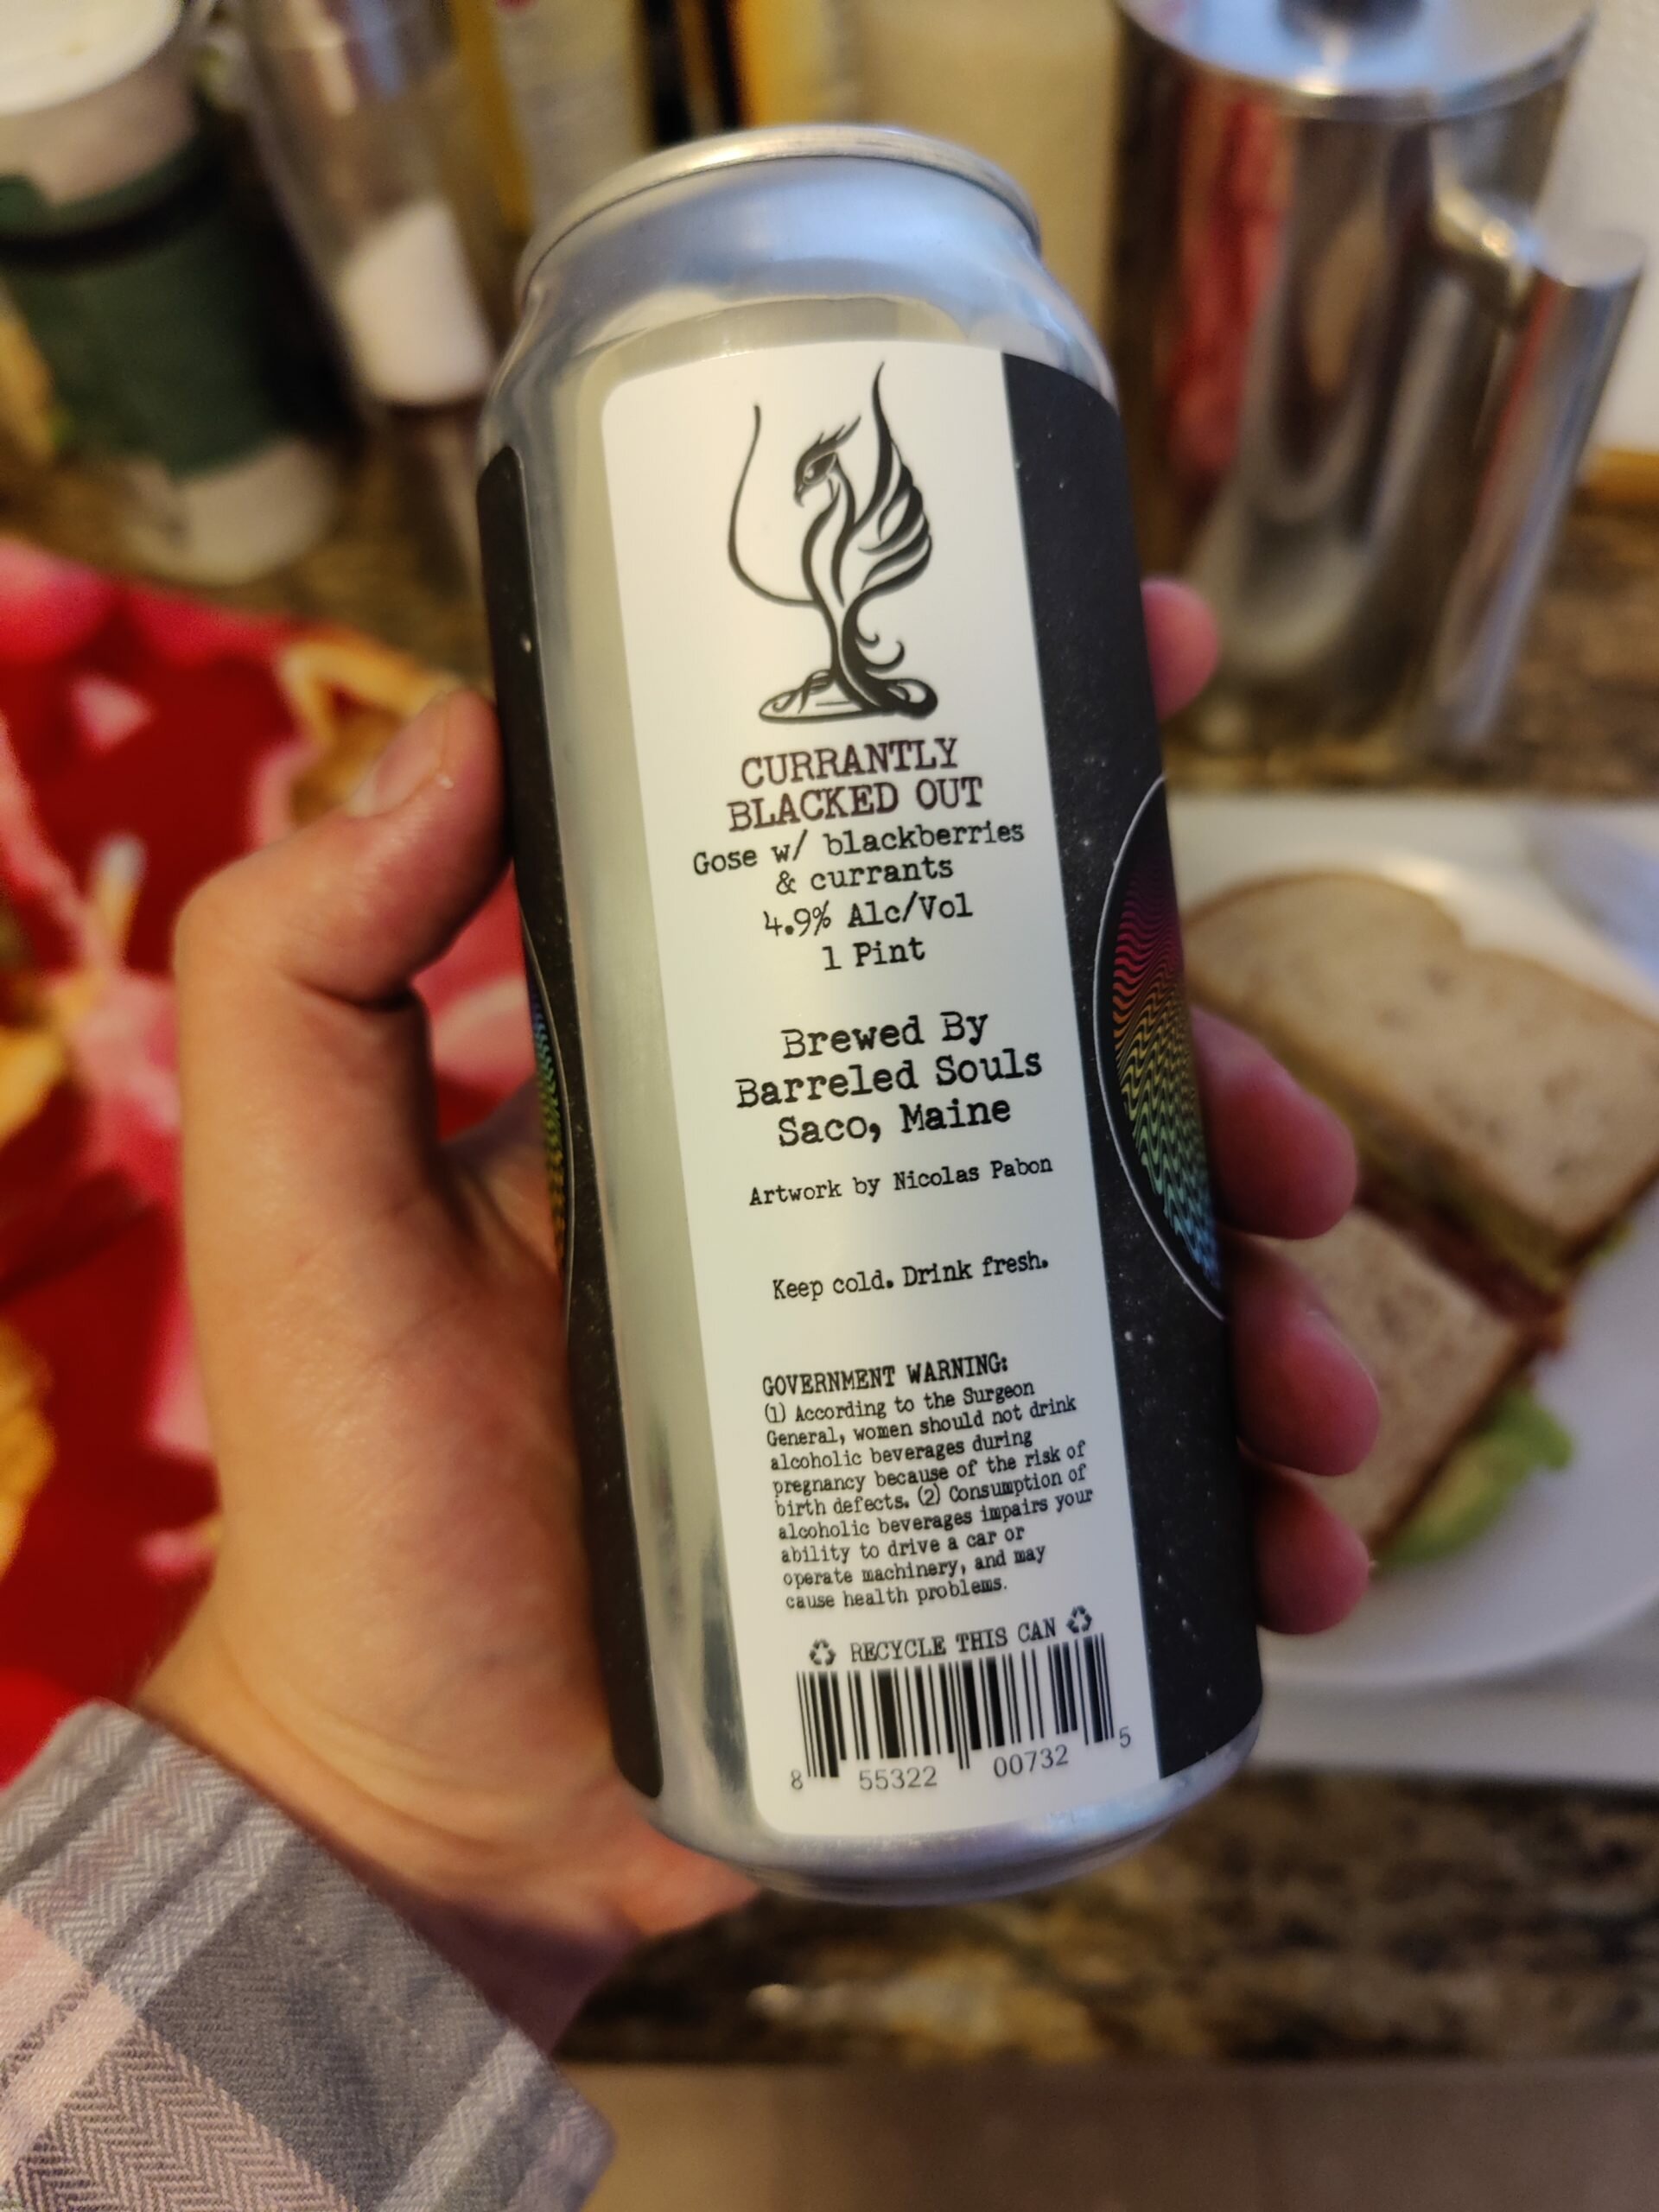 CURRANTLY
BLACKED OUT
Gose w/ blackberries
& currants
4.9% Alc/Vol
1 Pint
Brewed By
Barreled Souls
Saco, Maine
Artwork by Nicolas Pabon
Keep cold. Drink fresh.
GOVERNMENT WARNING:
(1) According to the Surgeon
General, women should not drink
alcoholic beverages during
pregnancy because of the risk of
birth defects. (2) Consumption of
alcoholic beverages impairs your
ability to drive a car or
operate machinery, and may
cause health problems.
RECYCLE THIS CAN
8 55322 00732 5